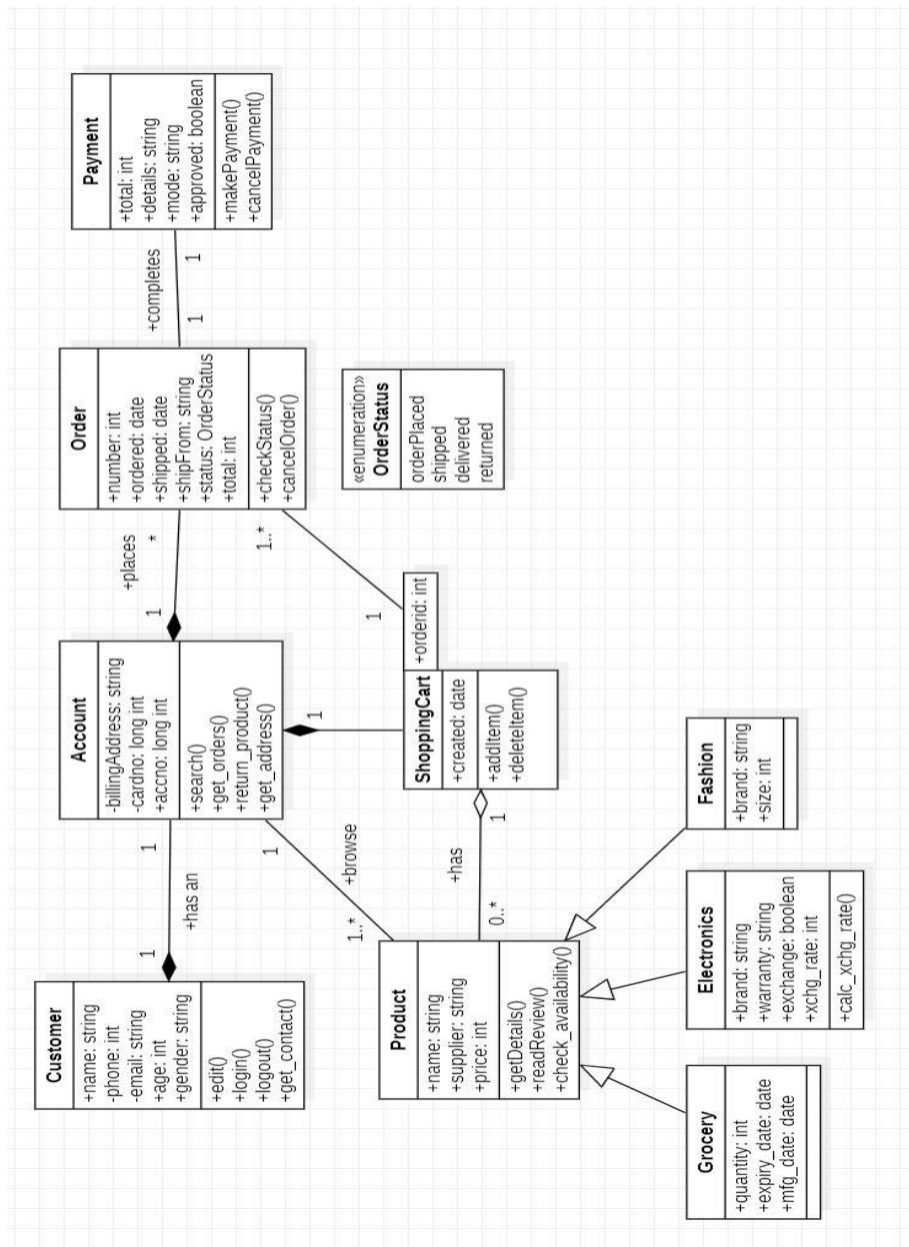 Customer
+name: string
-phone: int
-email: string
+age: int
+gender: string
+edit()
+login()
+logout()
+get_contact()
1
+has an
1
Account
-billingAddress: string
-cardno: long int
+accno: long int
+search()
+get_orders()
+return_product()
+get_address()
1
+places
*
Order
+number: int
+ordered: date
+shipped: date
+shipFrom: string
+status: OrderStatus
+total: int
+checkStatus()
+cancelOrder()
+completes
1
1
Payment
+total: int
+details: string
+mode: string
+approved: boolean
+makePayment()
+cancelPayment()
1
+browse
1..*
1
1..*
1
Product
+name: string
+supplier: string
+price: int
+getDetails()
+readReview()
+check_availability()
+has
0..*
1
ShoppingCart
+created: date
+addItem()
+deleteItem()
+orderid: int
«enumeration»
OrderStatus
orderPlaced
shipped
delivered
returned
Grocery
+quantity: int
+expiry_date: date
+mfg_date: date
Electronics
+brand: string
+warranty: string
+exchange: boolean
+xchg_rate: int
+calc_xchg_rate()
Fashion
+brand: string
+size: int